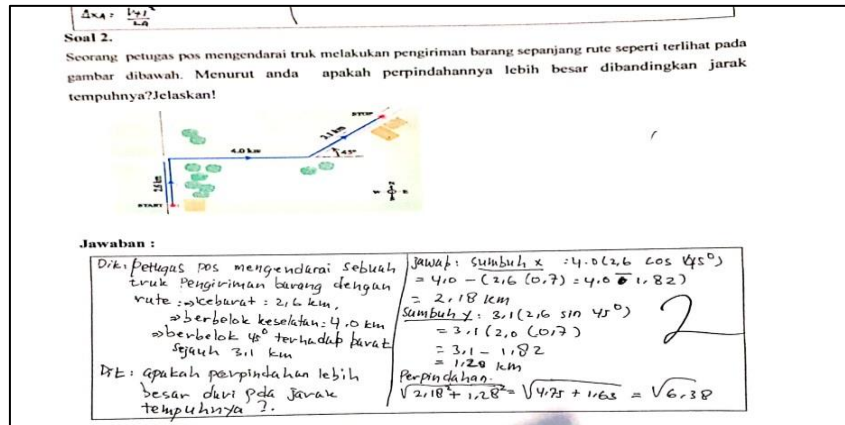 Δx₄ =
Soal 2.
Seorang petugas pos mengendarai truk melakukan pengiriman barang sepanjang rute seperti terlihat pada
gambar dibawah. Menurut anda apakah perpindahannya lebih besar dibandingkan jarak
tempuhnya?Jelaskan!
STOP
3.1 km
4.0 km
45°
START
Jawaban :
Dik: Pettugas pos mengendarai sebuah
truk pengiriman barang dengan
rute : ⇒ kebarat : 2,6 km,
⇒ berbelok keselatan : 4,0 km
⇒ berbelok 45° terhadap barat
sejauh 3,1 km
Dit : apakah perpindahan lebih
besar dari pda jarak
tempuhnya ?.
Jawab : Sumbuh x : 4.0 (2,6 cos 45°)
= 4,0 - (2,6 (0,7) = 4,0 - 1,82)
= 2,18 km
Sumbuh y : 3,1 (2,6 sin 45°)
= 3,1 (2,0 (0,7)
= 3,1 - 1,82
= 1,28 km
Perpindahan.
√2,18² + 1,28² = √4,75 + 1,63 = √6,38
2